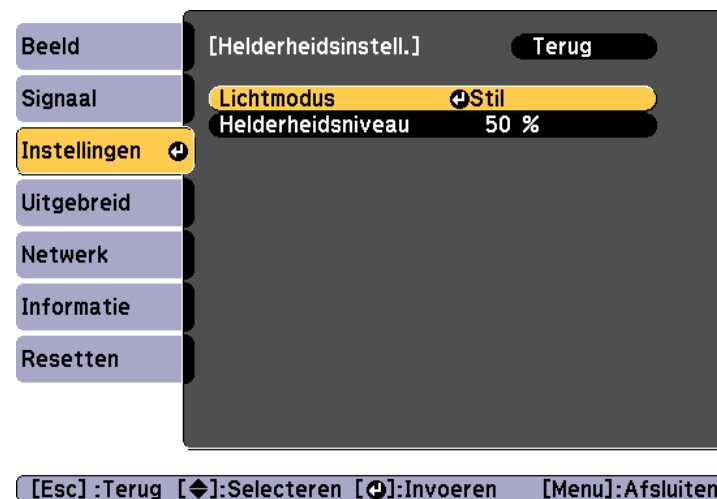 Beeld
Signaal
Instellingen
Uitgebreid
Netwerk
Informatie
Resetten
[Helderheidsinstell.] Terug
Lichtmodus Stil
Helderheidsniveau 50 %
[Esc] :Terug [◆]:Selecteren [↵]:Invoeren [Menu]:Afsluiten